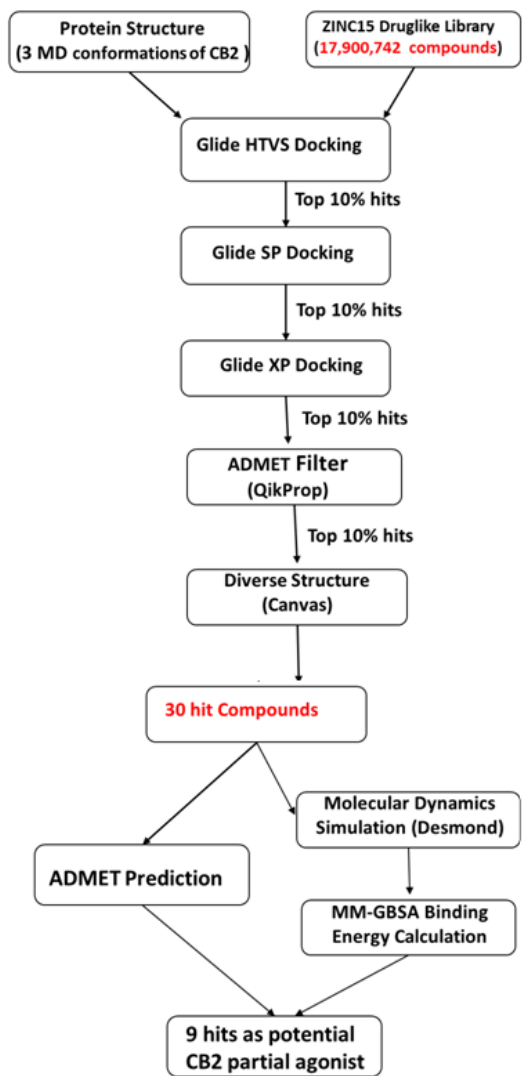 Protein Structure
(3 MD conformations of CB2 )
ZINC15 Druglike Library
(17,900,742 compounds)
Glide HTVS Docking
Top 10% hits
Glide SP Docking
Top 10% hits
Glide XP Docking
Top 10% hits
ADMET Filter
(QikProp)
Top 10% hits
Diverse Structure
(Canvas)
30 hit Compounds
Molecular Dynamics
Simulation (Desmond)
ADMET Prediction
MM-GBSA Binding
Energy Calculation
9 hits as potential
CB2 partial agonist